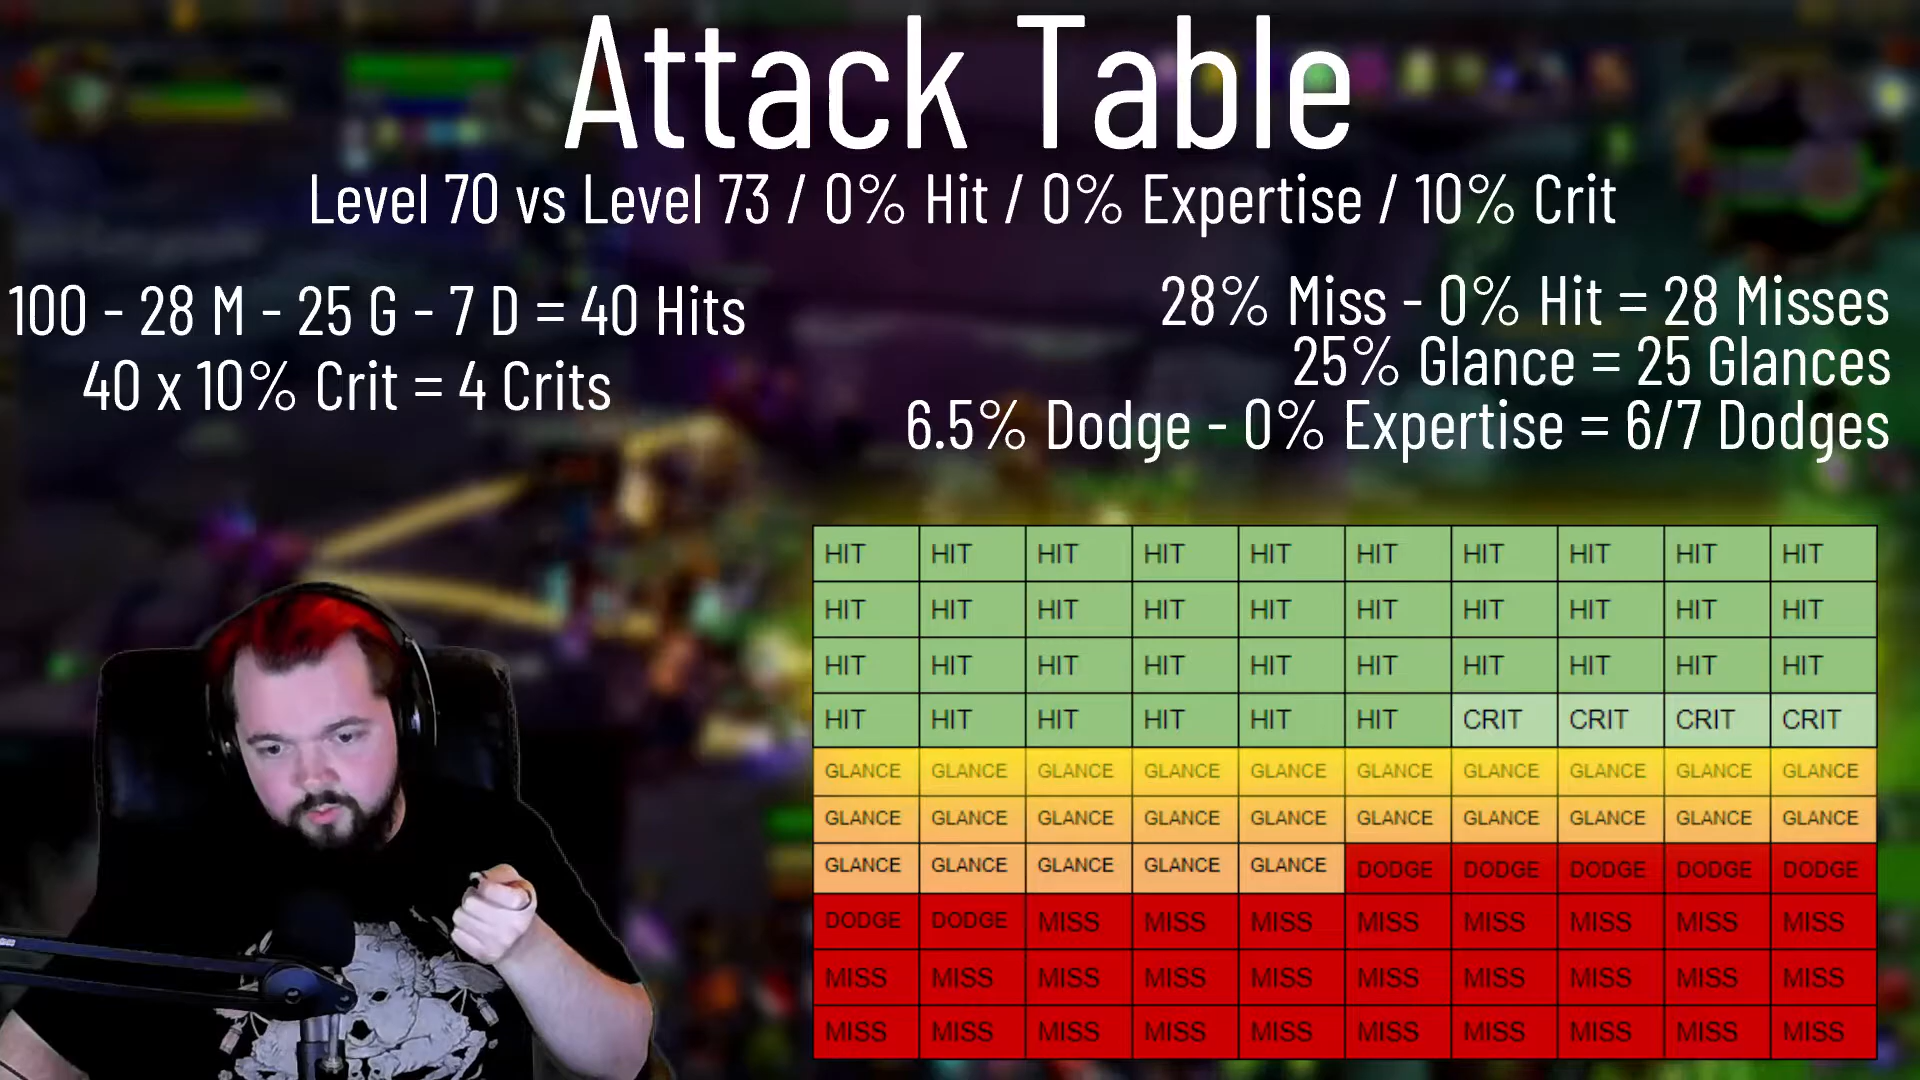 Attack Table
Level 70 vs Level 73 / 0% Hit / 0% Expertise / 10% Crit
100 - 28 M - 25 G - 7 D = 40 Hits
40 x 10% Crit = 4 Crits
28% Miss - 0% Hit = 28 Misses
25% Glance = 25 Glances
6.5% Dodge - 0% Expertise = 6/7 Dodges
HIT HIT HIT HIT HIT HIT HIT HIT HIT HIT
HIT HIT HIT HIT HIT HIT HIT HIT HIT HIT
HIT HIT HIT HIT HIT HIT HIT HIT HIT HIT
HIT HIT HIT HIT HIT HIT CRIT CRIT CRIT CRIT
GLANCE GLANCE GLANCE GLANCE GLANCE GLANCE GLANCE GLANCE GLANCE GLANCE
GLANCE GLANCE GLANCE GLANCE GLANCE GLANCE GLANCE GLANCE GLANCE GLANCE
GLANCE GLANCE GLANCE GLANCE GLANCE DODGE DODGE DODGE DODGE DODGE
DODGE DODGE MISS MISS MISS MISS MISS MISS MISS MISS
MISS MISS MISS MISS MISS MISS MISS MISS MISS MISS
MISS MISS MISS MISS MISS MISS MISS MISS MISS MISS